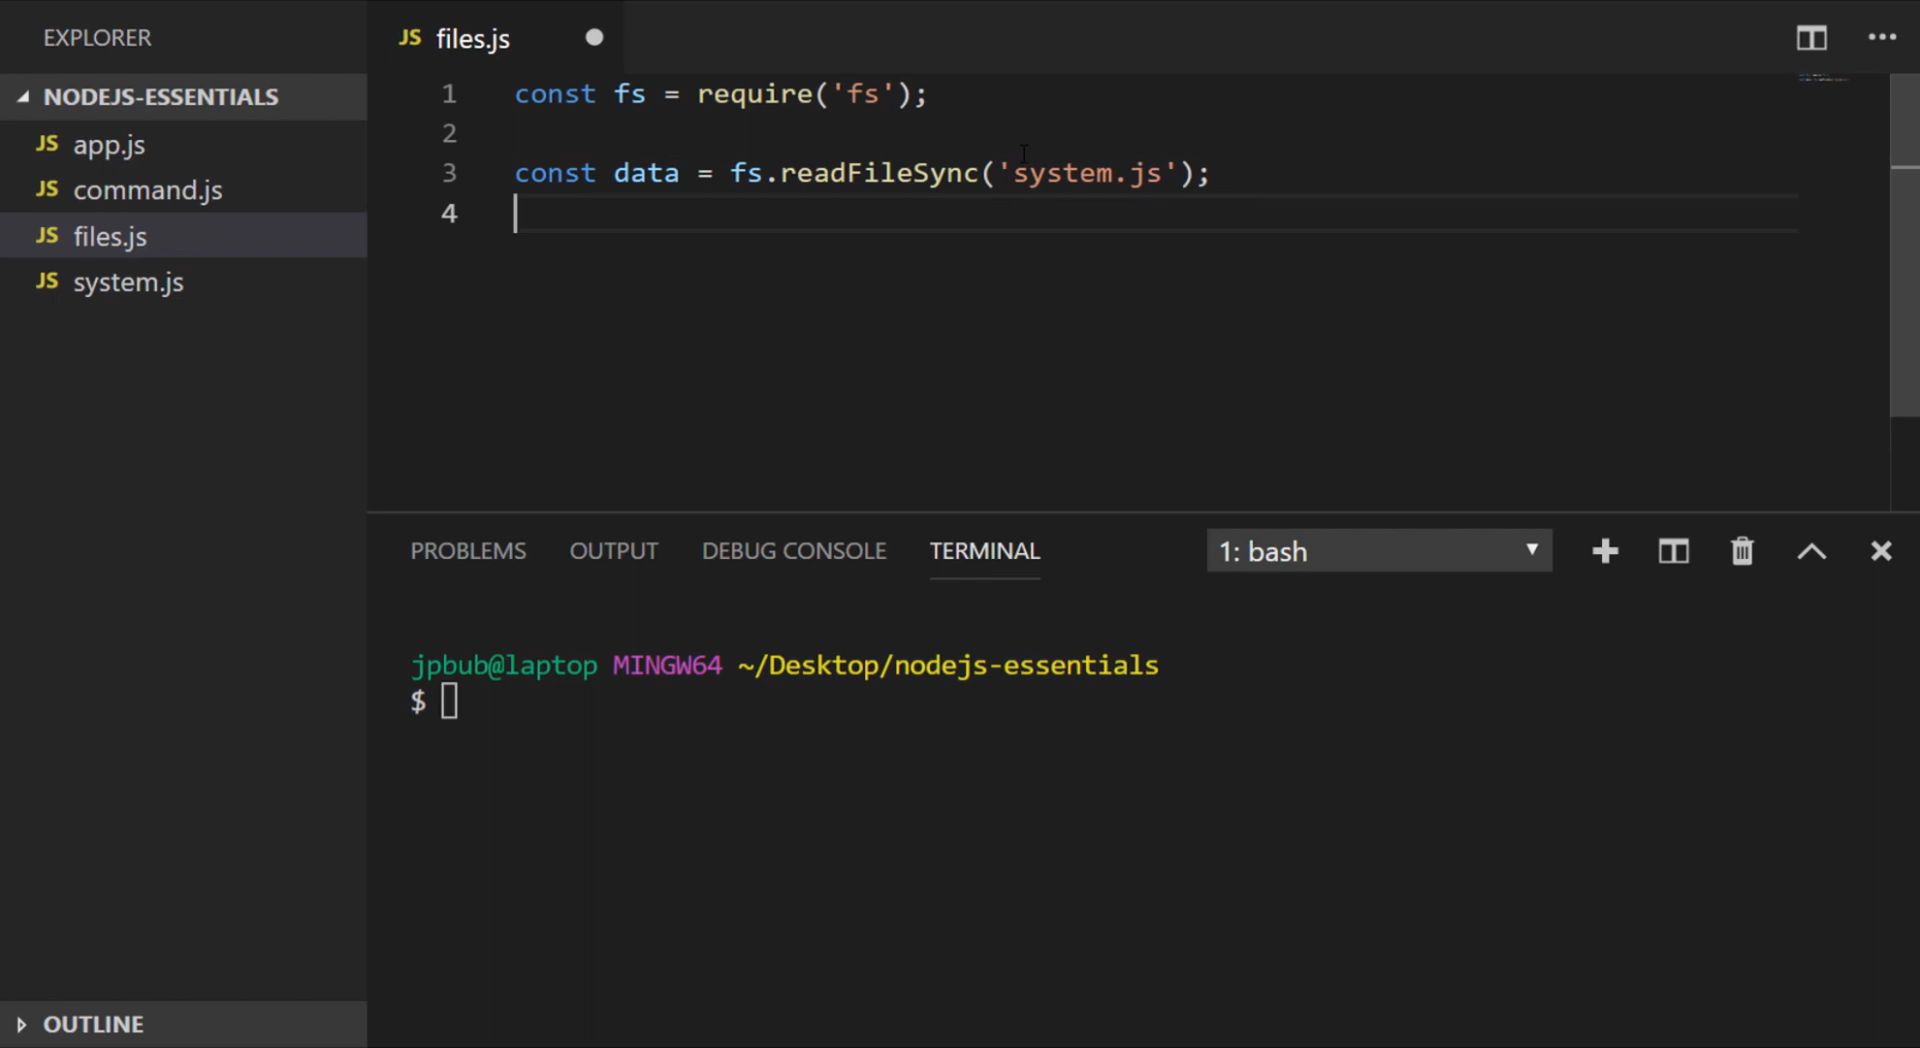 EXPLORER
NODEJS-ESSENTIALS
JS app.js
JS command.js
JS files.js
JS system.js
OUTLINE
JS files.js
1 const fs = require('fs');
2
3 const data = fs.readFileSync('system.js');
4
PROBLEMS OUTPUT DEBUG CONSOLE TERMINAL 1: bash
jpbub@laptop MINGW64 ~/Desktop/nodejs-essentials
$